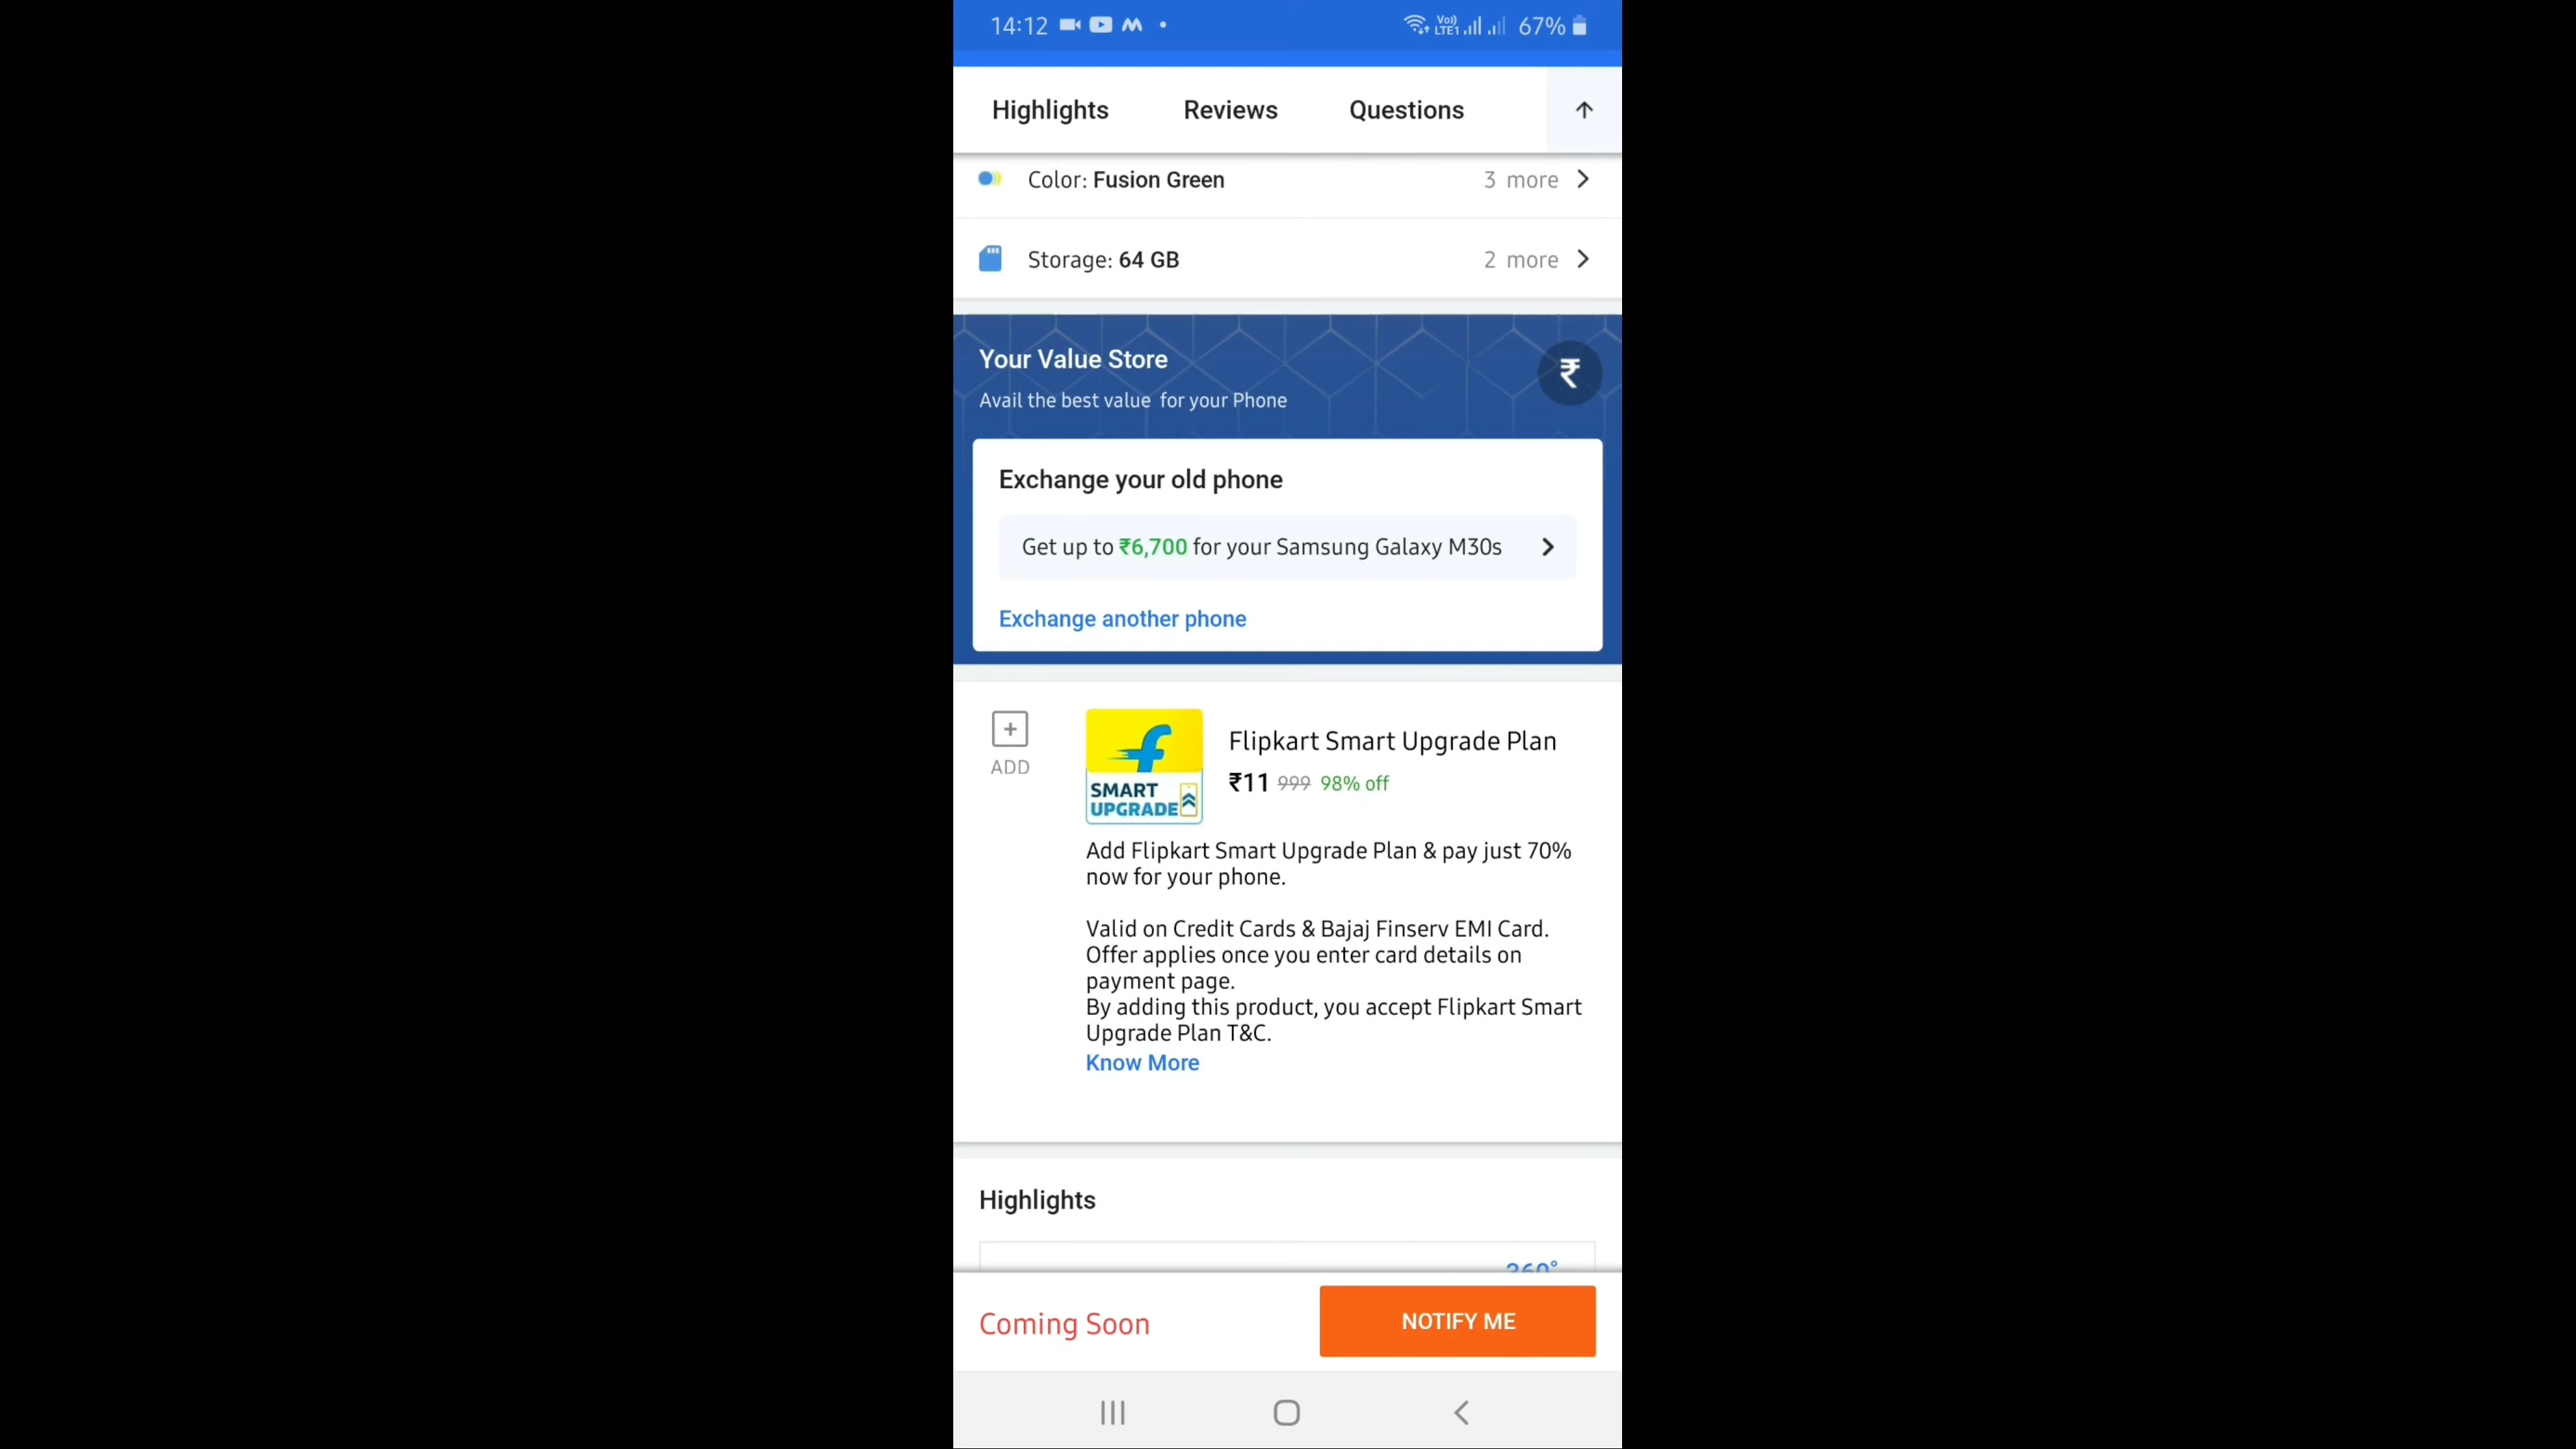 14:12 Vo)) LTE1 67%
Highlights Reviews Questions
Color: Fusion Green 3 more
Storage: 64 GB 2 more
Your Value Store
₹
Avail the best value for your Phone
Exchange your old phone
Get up to ₹6,700 for your Samsung Galaxy M30s
Exchange another phone
ADD
f
SMART
UPGRADE
Flipkart Smart Upgrade Plan
₹11 999 98% off
Add Flipkart Smart Upgrade Plan & pay just 70%
now for your phone.
Valid on Credit Cards & Bajaj Finserv EMI Card.
Offer applies once you enter card details on
payment page.
By adding this product, you accept Flipkart Smart
Upgrade Plan T&C.
Know More
Highlights
360°
Coming Soon NOTIFY ME